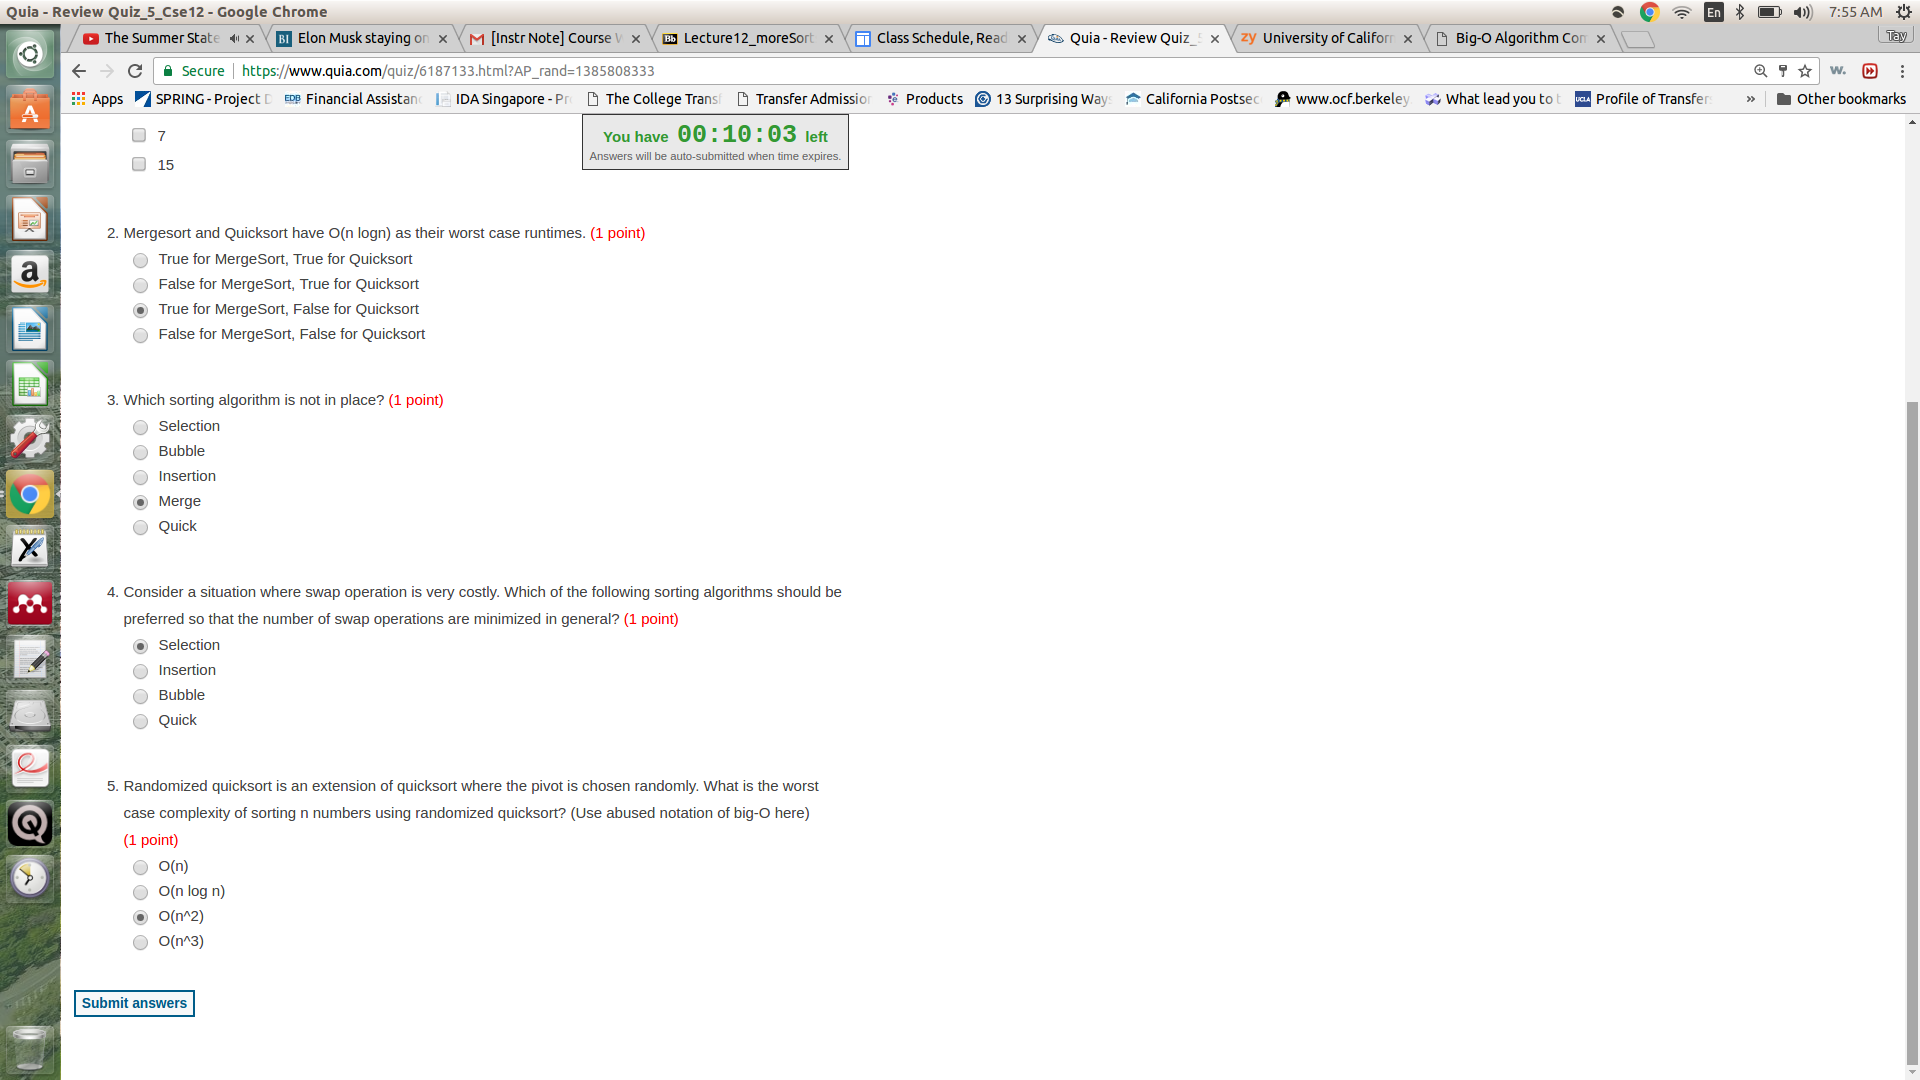 Quia - Review Quiz_5_Cse12 - Google Chrome
En
7:55 AM
The Summer State
BI Elon Musk staying on
[Instr Note] Course W
Bb Lecture12_moreSort
Class Schedule, Read
Quia - Review Quiz_5
zy University of Californ
Big-O Algorithm Com
Tay
Secure
https://www.quia.com/quiz/6187133.html?AP_rand=1385808333
w.
Apps
SPRING - Project D
EDB Financial Assistan
IDA Singapore - Pr
The College Transf
Transfer Admission
Products
13 Surprising Ways
California Postsec
www.ocf.berkeley.
What lead you to t
UCLA Profile of Transfer
»
Other bookmarks
You have 00:10:03 left
Answers will be auto-submitted when time expires.
7
15
2. Mergesort and Quicksort have O(n logn) as their worst case runtimes. (1 point)
True for MergeSort, True for Quicksort
False for MergeSort, True for Quicksort
True for MergeSort, False for Quicksort
False for MergeSort, False for Quicksort
3. Which sorting algorithm is not in place? (1 point)
Selection
Bubble
Insertion
Merge
Quick
4. Consider a situation where swap operation is very costly. Which of the following sorting algorithms should be
preferred so that the number of swap operations are minimized in general? (1 point)
Selection
Insertion
Bubble
Quick
5. Randomized quicksort is an extension of quicksort where the pivot is chosen randomly. What is the worst
case complexity of sorting n numbers using randomized quicksort? (Use abused notation of big-O here)
(1 point)
O(n)
O(n log n)
O(n^2)
O(n^3)
Submit answers